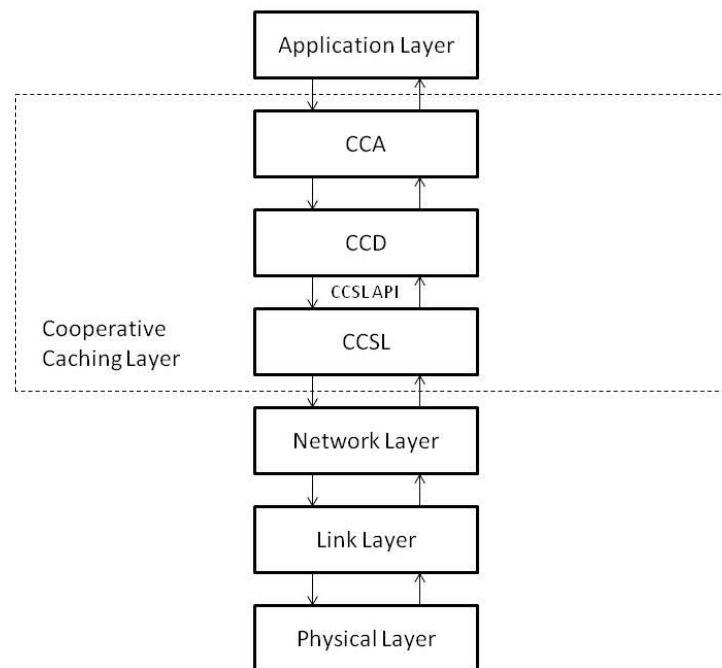 Application Layer
CCA
CCD
CCSL API
CCSL
Cooperative
Caching Layer
Network Layer
Link Layer
Physical Layer